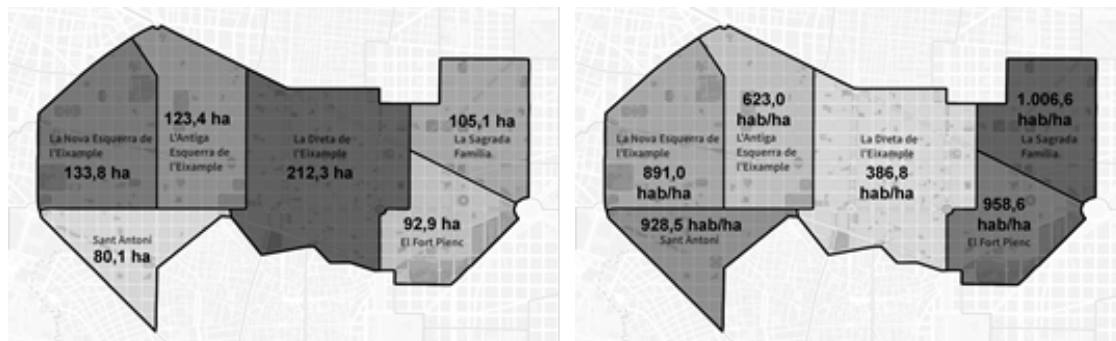 La Nova Esquerra de
l'Eixample
133,8 ha
123,4 ha
L'Antiga
Esquerra de
l'Eixample
La Dreta de
l'Eixample
212,3 ha
105,1 ha
La Sagrada
Família
92,9 ha
El Fort Pienc
Sant Antoni
80,1 ha
La Nova Esquerra de
l'Eixample
891,0
hab/ha
623,0
hab/ha
L'Antiga
Esquerra de
l'Eixample
La Dreta de
l'Eixample
386,8
hab/ha
1.006,6
hab/ha
La Sagrada
Família
958,6
hab/ha
El Fort Pienc
928,5 hab/ha
Sant Antoni